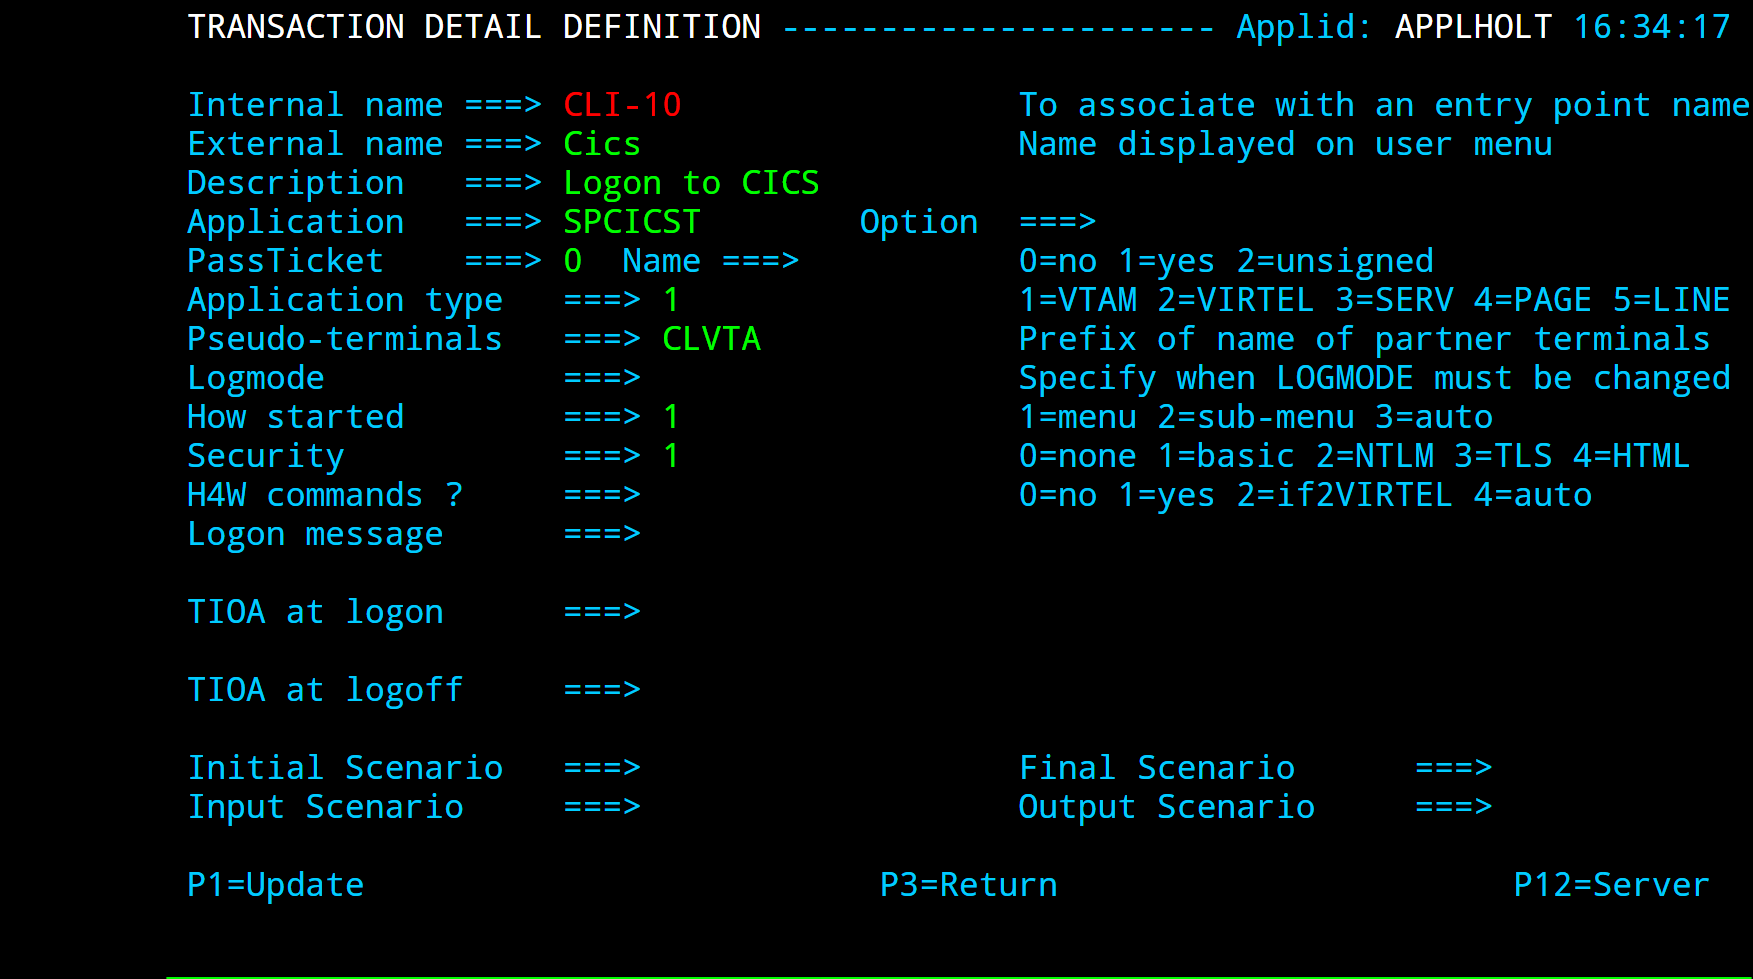 TRANSACTION DETAIL DEFINITION ---------------------- Applid: APPLHOLT 16:34:17
Internal name ===> CLI-10 To associate with an entry point name
External name ===> Cics Name displayed on user menu
Description ===> Logon to CICS
Application ===> SPCICST Option ===>
PassTicket ===> 0 Name ===> 0=no 1=yes 2=unsigned
Application type ===> 1 1=VTAM 2=VIRTEL 3=SERV 4=PAGE 5=LINE
Pseudo-terminals ===> CLVTA Prefix of name of partner terminals
Logmode ===> Specify when LOGMODE must be changed
How started ===> 1 1=menu 2=sub-menu 3=auto
Security ===> 1 0=none 1=basic 2=NTLM 3=TLS 4=HTML
H4W commands ? ===> 0=no 1=yes 2=if2VIRTEL 4=auto
Logon message ===>
TIOA at logon ===>
TIOA at logoff ===>
Initial Scenario ===> Final Scenario ===>
Input Scenario ===> Output Scenario ===>
P1=Update P3=Return P12=Server